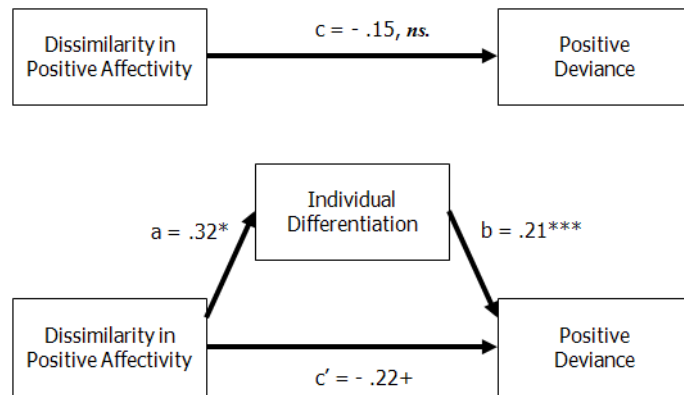 Dissimilarity in
Positive Affectivity
c = - .15, ns.
Positive
Deviance
Individual
Differentiation
a = .32*
b = .21***
Dissimilarity in
Positive Affectivity
Positive
Deviance
c’ = - .22+